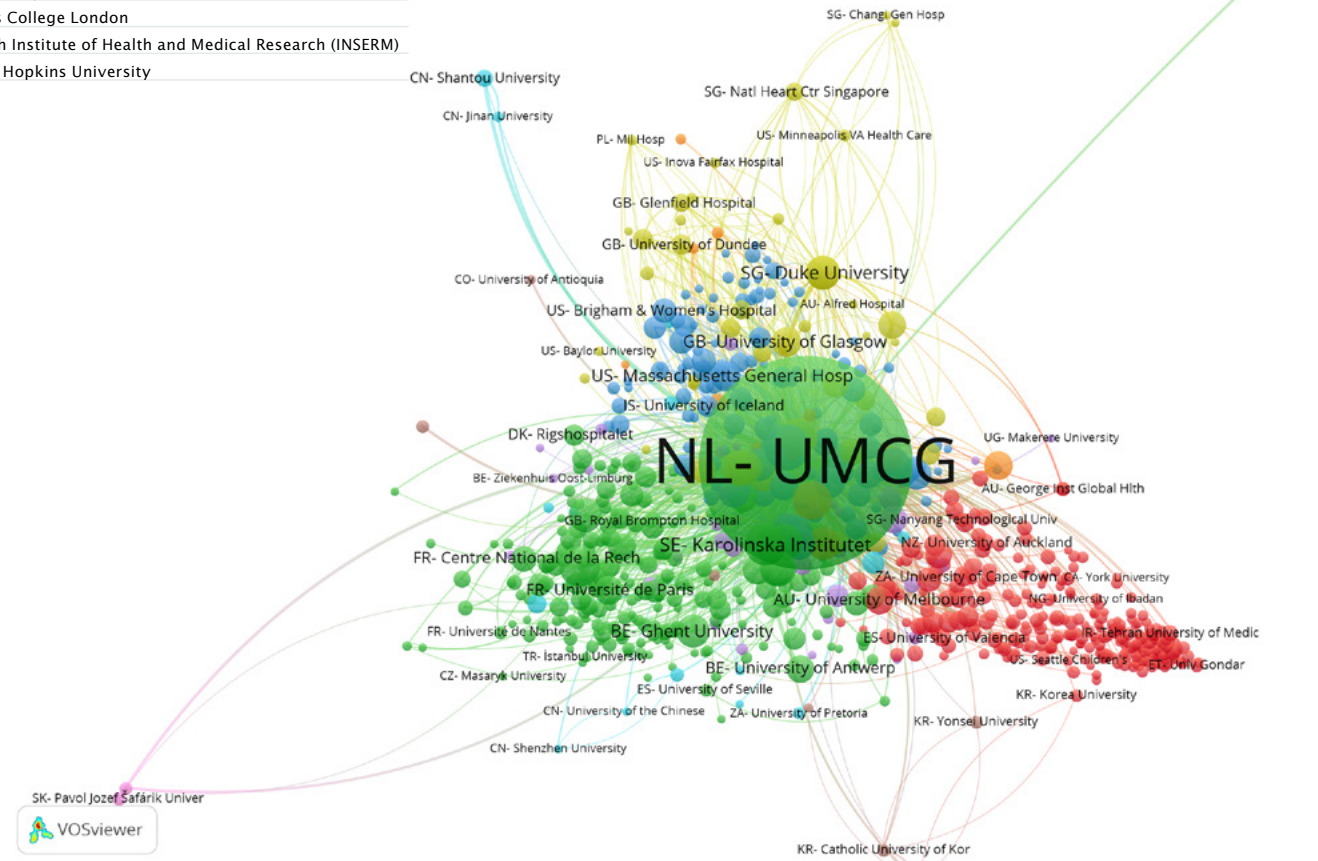 s College London
h Institute of Health and Medical Research (INSERM)
Hopkins University
SG- Changi Gen Hosp
CN- Shantou University
SG- Natl Heart Ctr Singapore
CN- Jinan University
US- Minneapolis VA Health Care
PL- Mil Hosp
US- Inova Fairfax Hospital
GB- Glenfield Hospital
GB- University of Dundee
SG- Duke University
CO- University of Antioquia
AU- Alfred Hospital
US- Brigham & Women's Hospital
GB- University of Glasgow
US- Baylor University
US- Massachusetts General Hosp
IS- University of Iceland
DK- Rigshospitalet
UG- Makerere University
NL- UMCG
BE- Ziekenhuis Oost-Limburg
AU- George Inst Global Hlth
GB- Royal Brompton Hospital
SG- Nanyang Technological Univ
SE- Karolinska Institutet
NZ- University of Auckland
FR- Centre National de la Rech
ZA- University of Cape Town
CA- York University
FR- Université de Paris
AU- University of Melbourne
NG- University of Ibadan
FR- Universite de Nantes
BE- Ghent University
ES- University of Valencia
IR- Tehran University of Medic
TR- İstanbul University
US- Seattle Children's
ET- Univ Gondar
BE- University of Antwerp
CZ- Masaryk University
ES- University of Seville
KR- Korea University
CN- University of the Chinese
ZA- University of Pretoria
KR- Yonsei University
CN- Shenzhen University
SK- Pavol Jozef Šafárik Univer
VOSviewer
KR- Catholic University of Kor